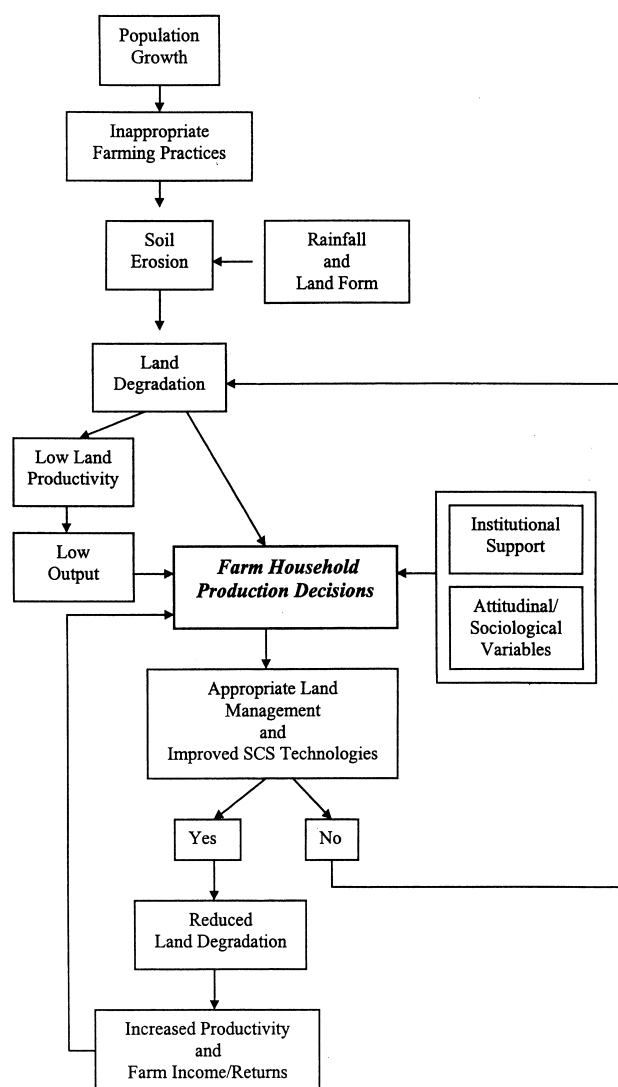 Population
Growth
Inappropriate
Farming Practices
Soil
Erosion
Rainfall
and
Land Form
Land
Degradation
Low Land
Productivity
Low
Output
Farm Household
Production Decisions
Institutional
Support
Attitudinal/
Sociological
Variables
Appropriate Land
Management
and
Improved SCS Technologies
Yes
No
Reduced
Land Degradation
Increased Productivity
and
Farm Income/Returns